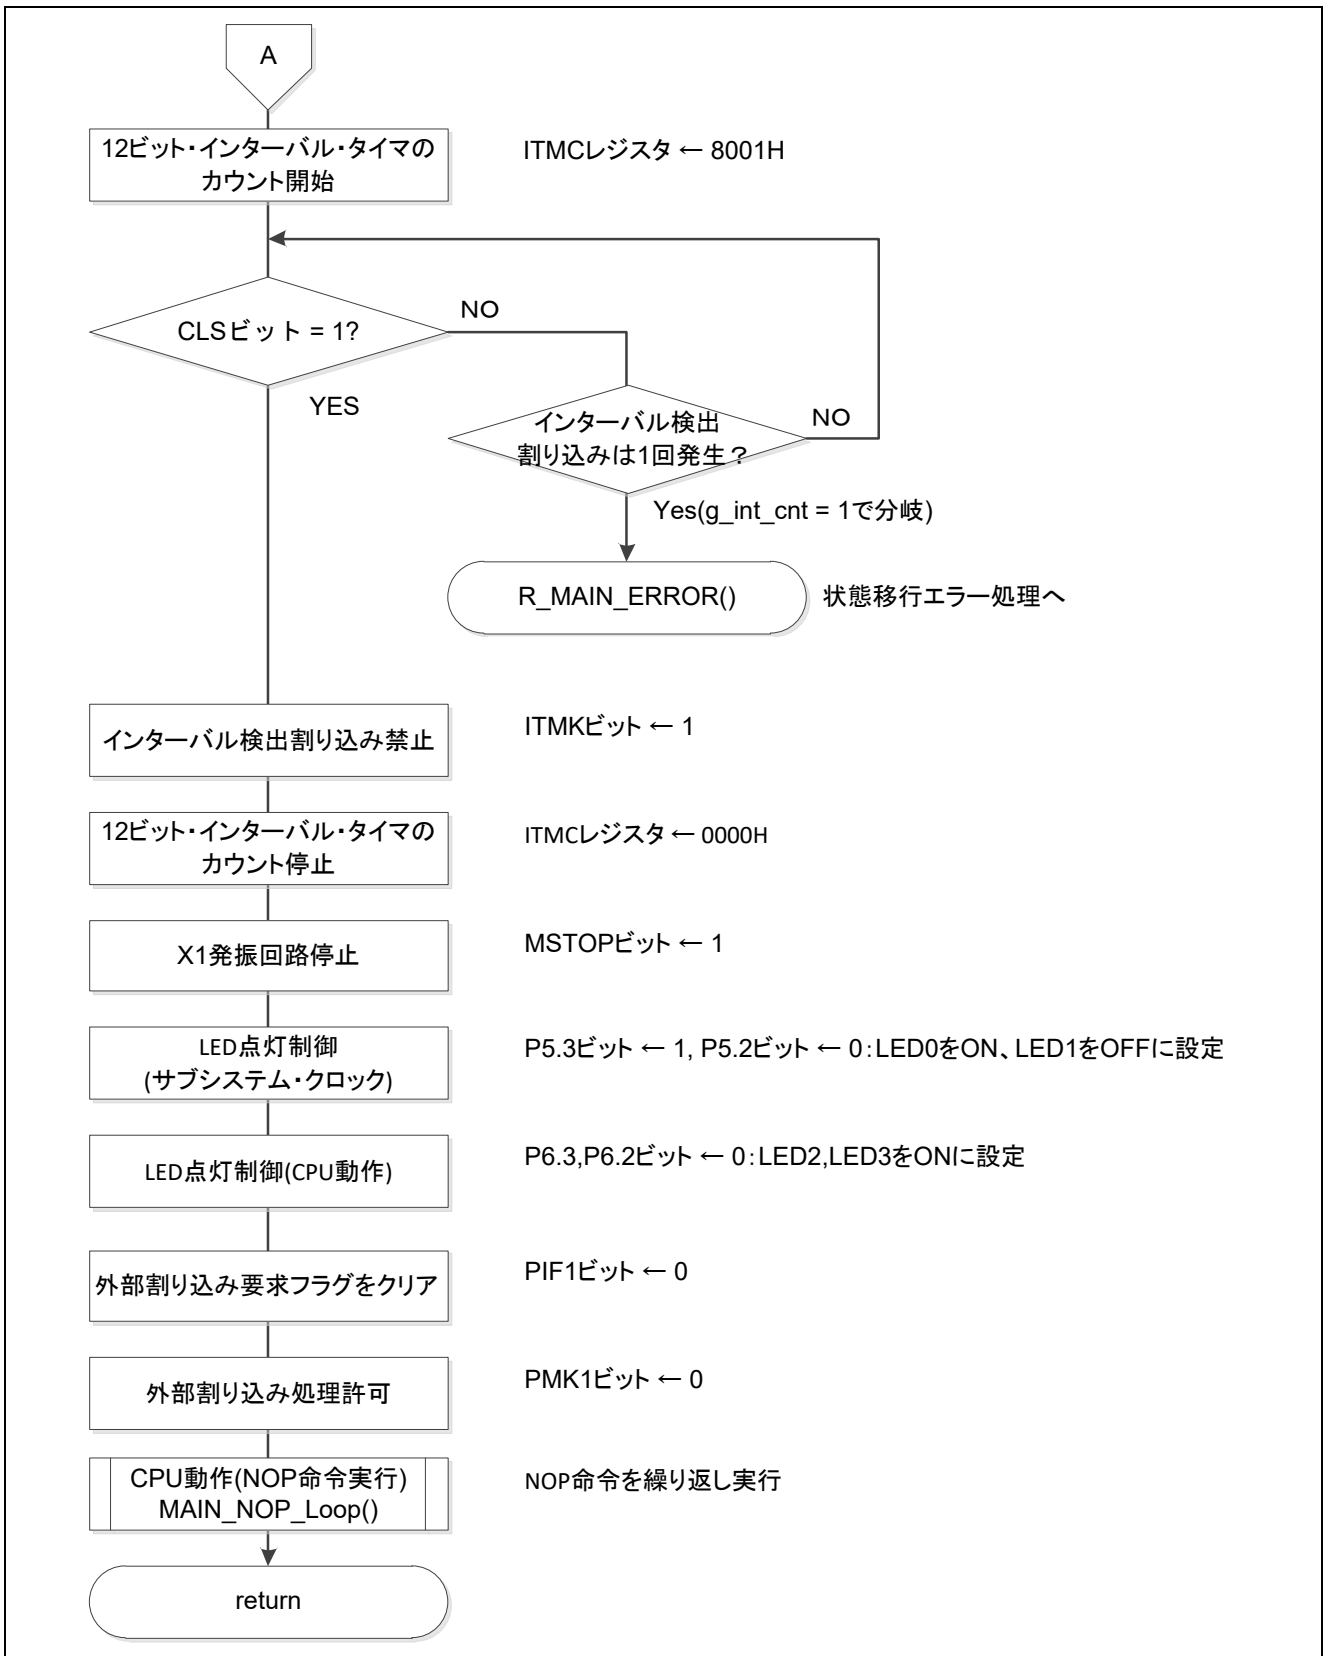 A
12ビット・インターバル・タイマの
カウント開始
ITMCレジスタ ← 8001H
CLSビット = 1?
NO
YES
インターバル検出
割り込みは1回発生？
NO
Yes(g_int_cnt = 1で分岐)
R_MAIN_ERROR()
状態移行エラー処理へ
インターバル検出割り込み禁止
ITMKビット ← 1
12ビット・インターバル・タイマの
カウント停止
ITMCレジスタ ← 0000H
X1発振回路停止
MSTOPビット ← 1
LED点灯制御
(サブシステム・クロック)
P5.3ビット ← 1, P5.2ビット ← 0：LED0をON、LED1をOFFに設定
LED点灯制御(CPU動作)
P6.3,P6.2ビット ← 0：LED2,LED3をONに設定
外部割り込み要求フラグをクリア
PIF1ビット ← 0
外部割り込み処理許可
PMK1ビット ← 0
CPU動作(NOP命令実行)
MAIN_NOP_Loop()
NOP命令を繰り返し実行
return